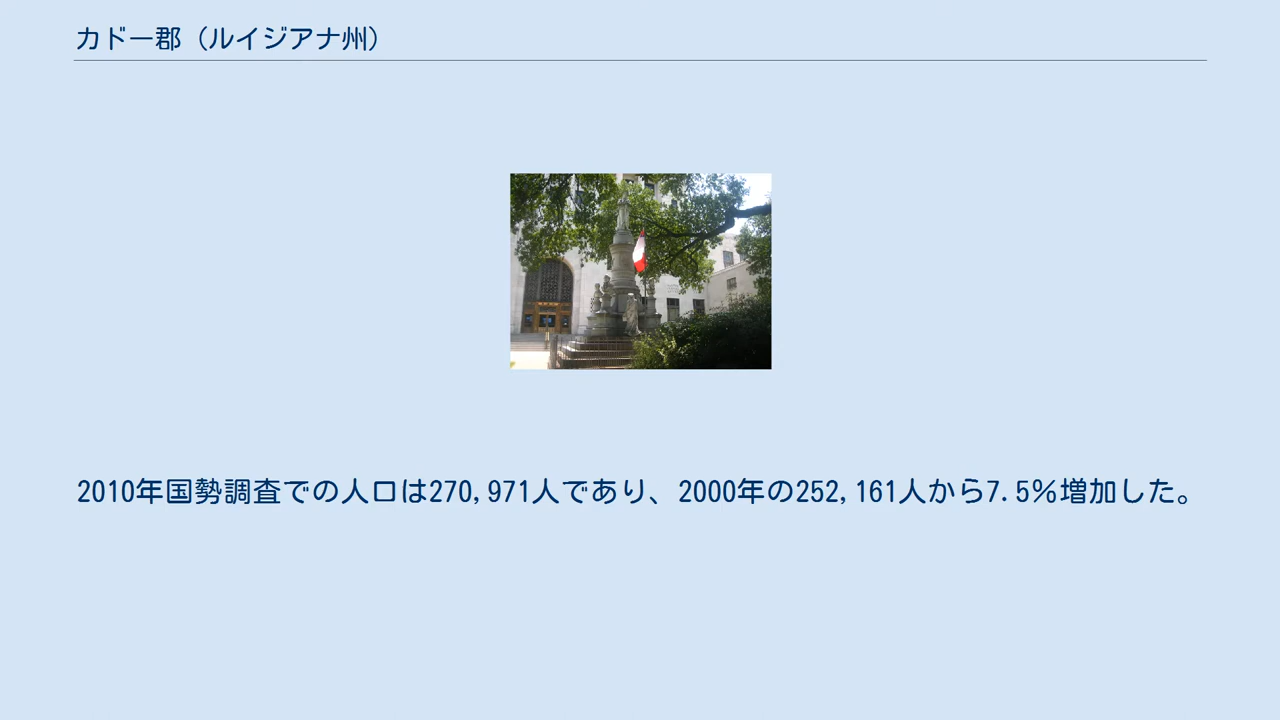 カドー郡（ルイジアナ州）
2010年国勢調査での人口は270,971人であり、2000年の252,161人から7.5％増加した。